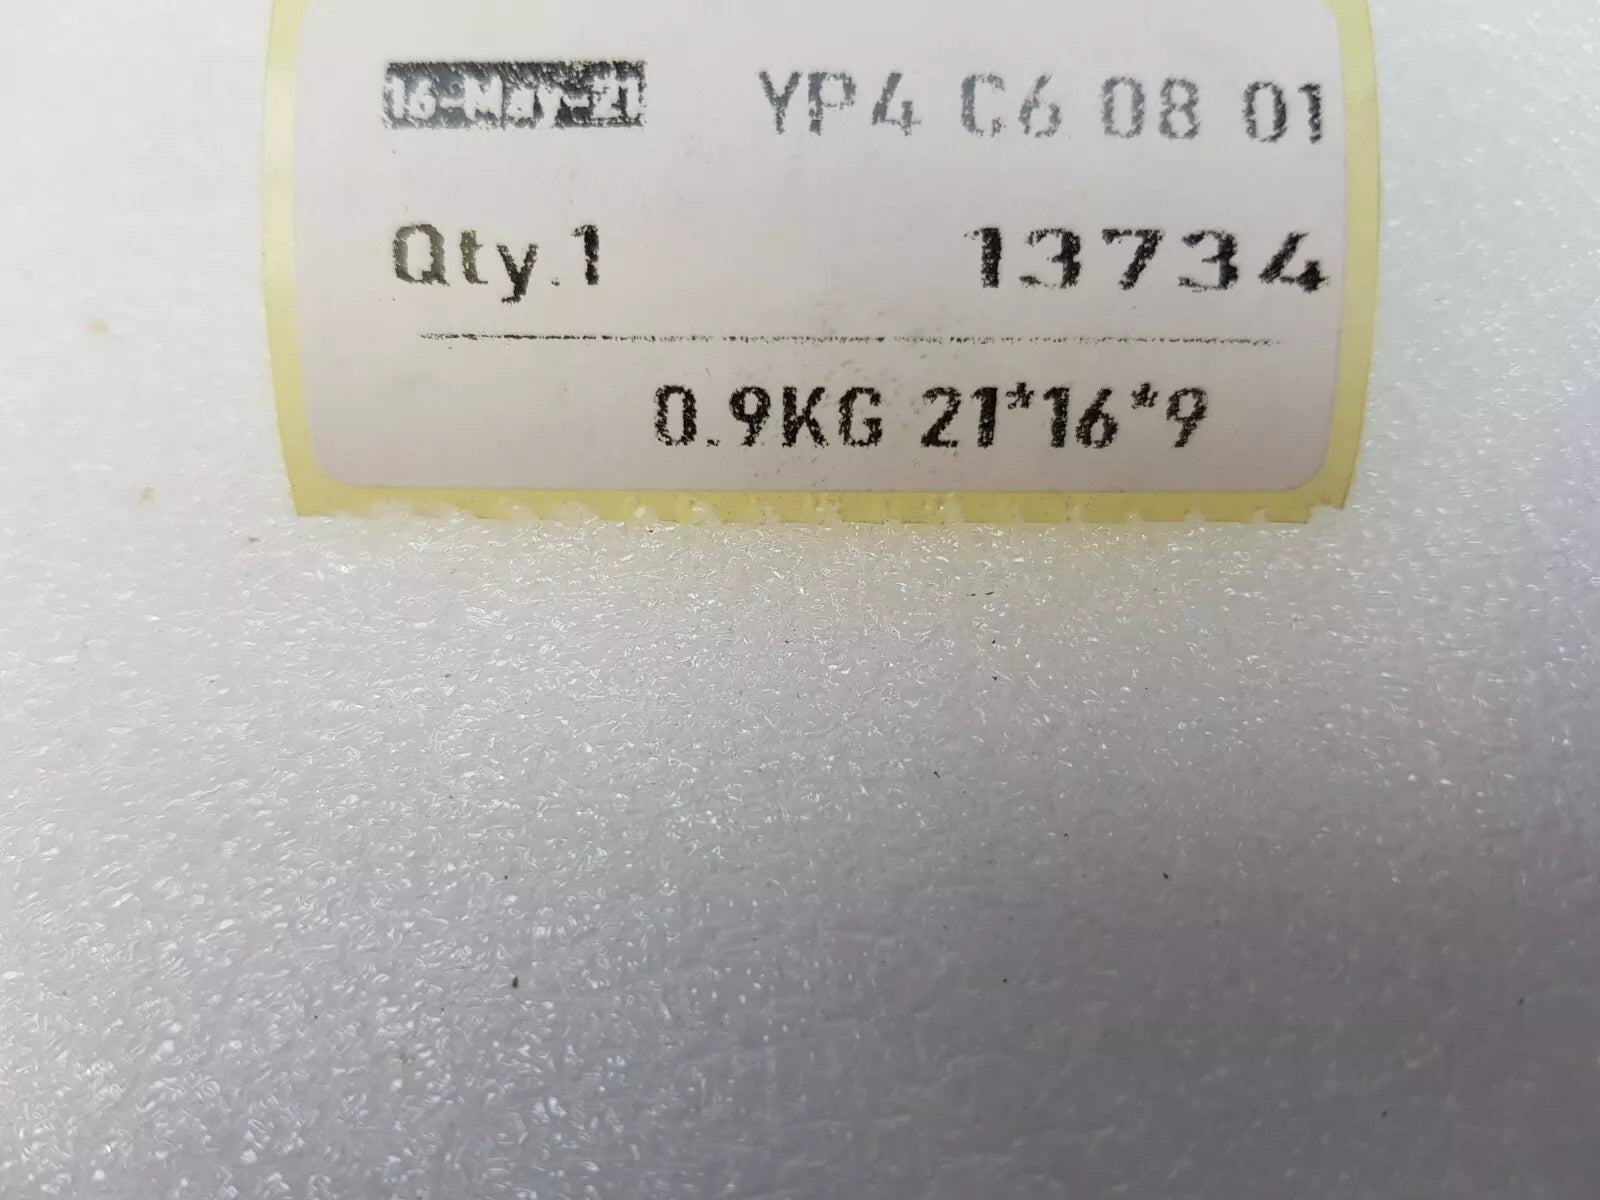 16-May-21 YP4 C6 08 01
Qty.1 13734
0.9KG 21*16*9